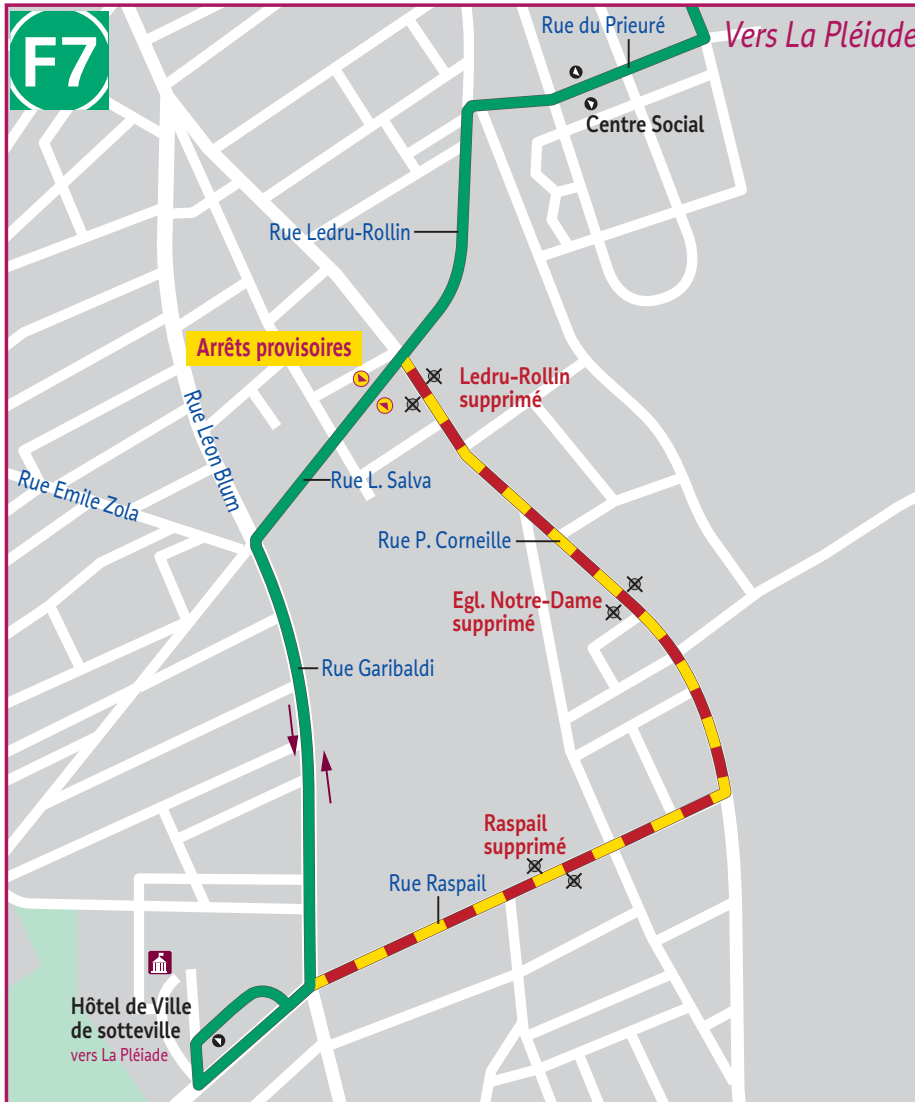 F7
Rue du Prieuré
Vers La Pléiade
Centre Social
Rue Ledru-Rollin
Arrêts provisoires
Ledru-Rollin
supprimé
Rue Léon Blum
Rue Emile Zola
Rue L. Salva
Rue P. Corneille
Egl. Notre-Dame
supprimé
Rue Garibaldi
Raspail
supprimé
Rue Raspail
Hôtel de Ville
de sotteville
vers La Pléiade